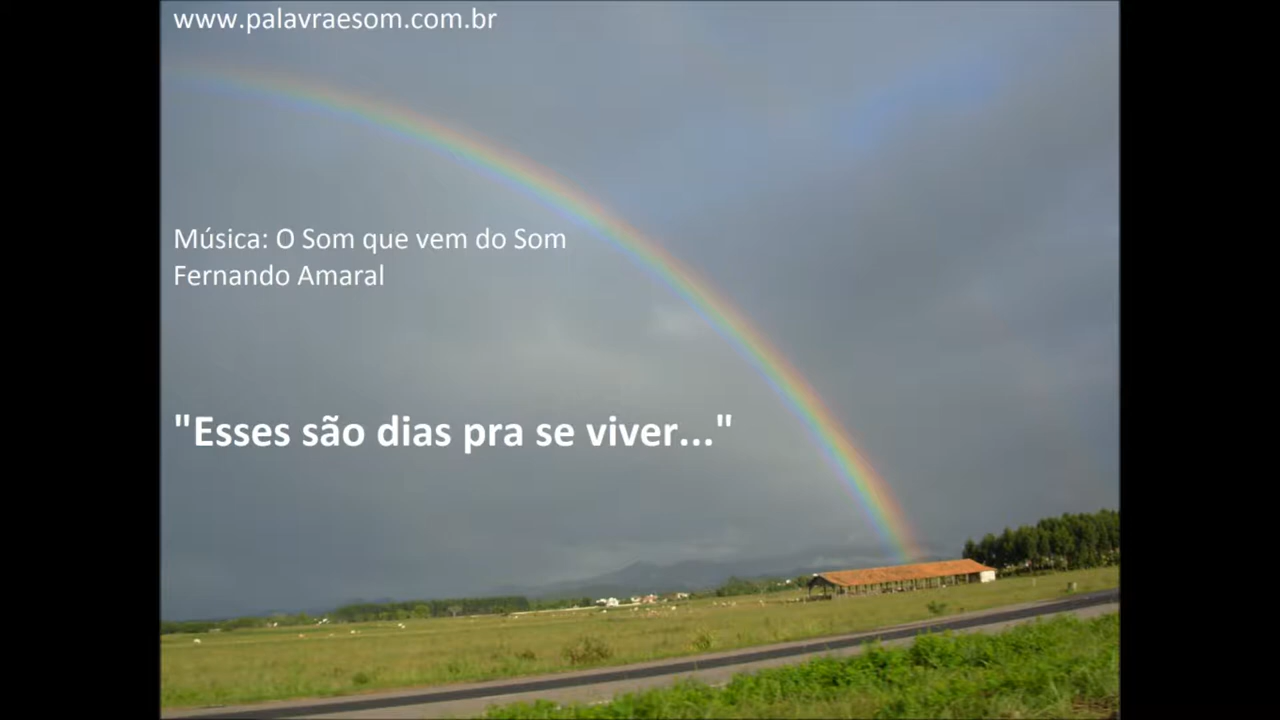 www.palavraesom.com.br
Música: O Som que vem do Som
Fernando Amaral
"Esses são dias pra se viver..."